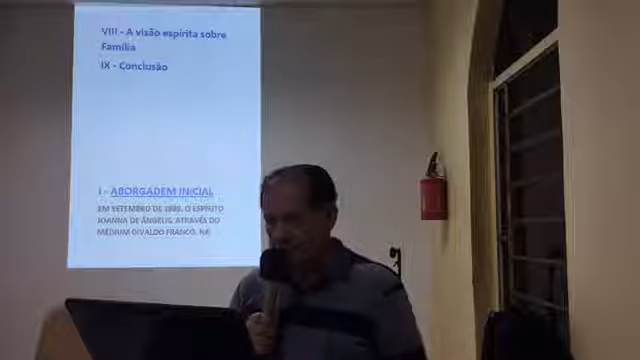 VIII - A visão espírita sobre
Família
IX - Conclusão
I - ABORGADEM INICIAL
EM SETEMBRO DE 1990, O ESPÍRITO
JOANNA DE ÂNGELIS, ATRAVÉS DO
MÉDIUM DIVALDO FRANCO, NA